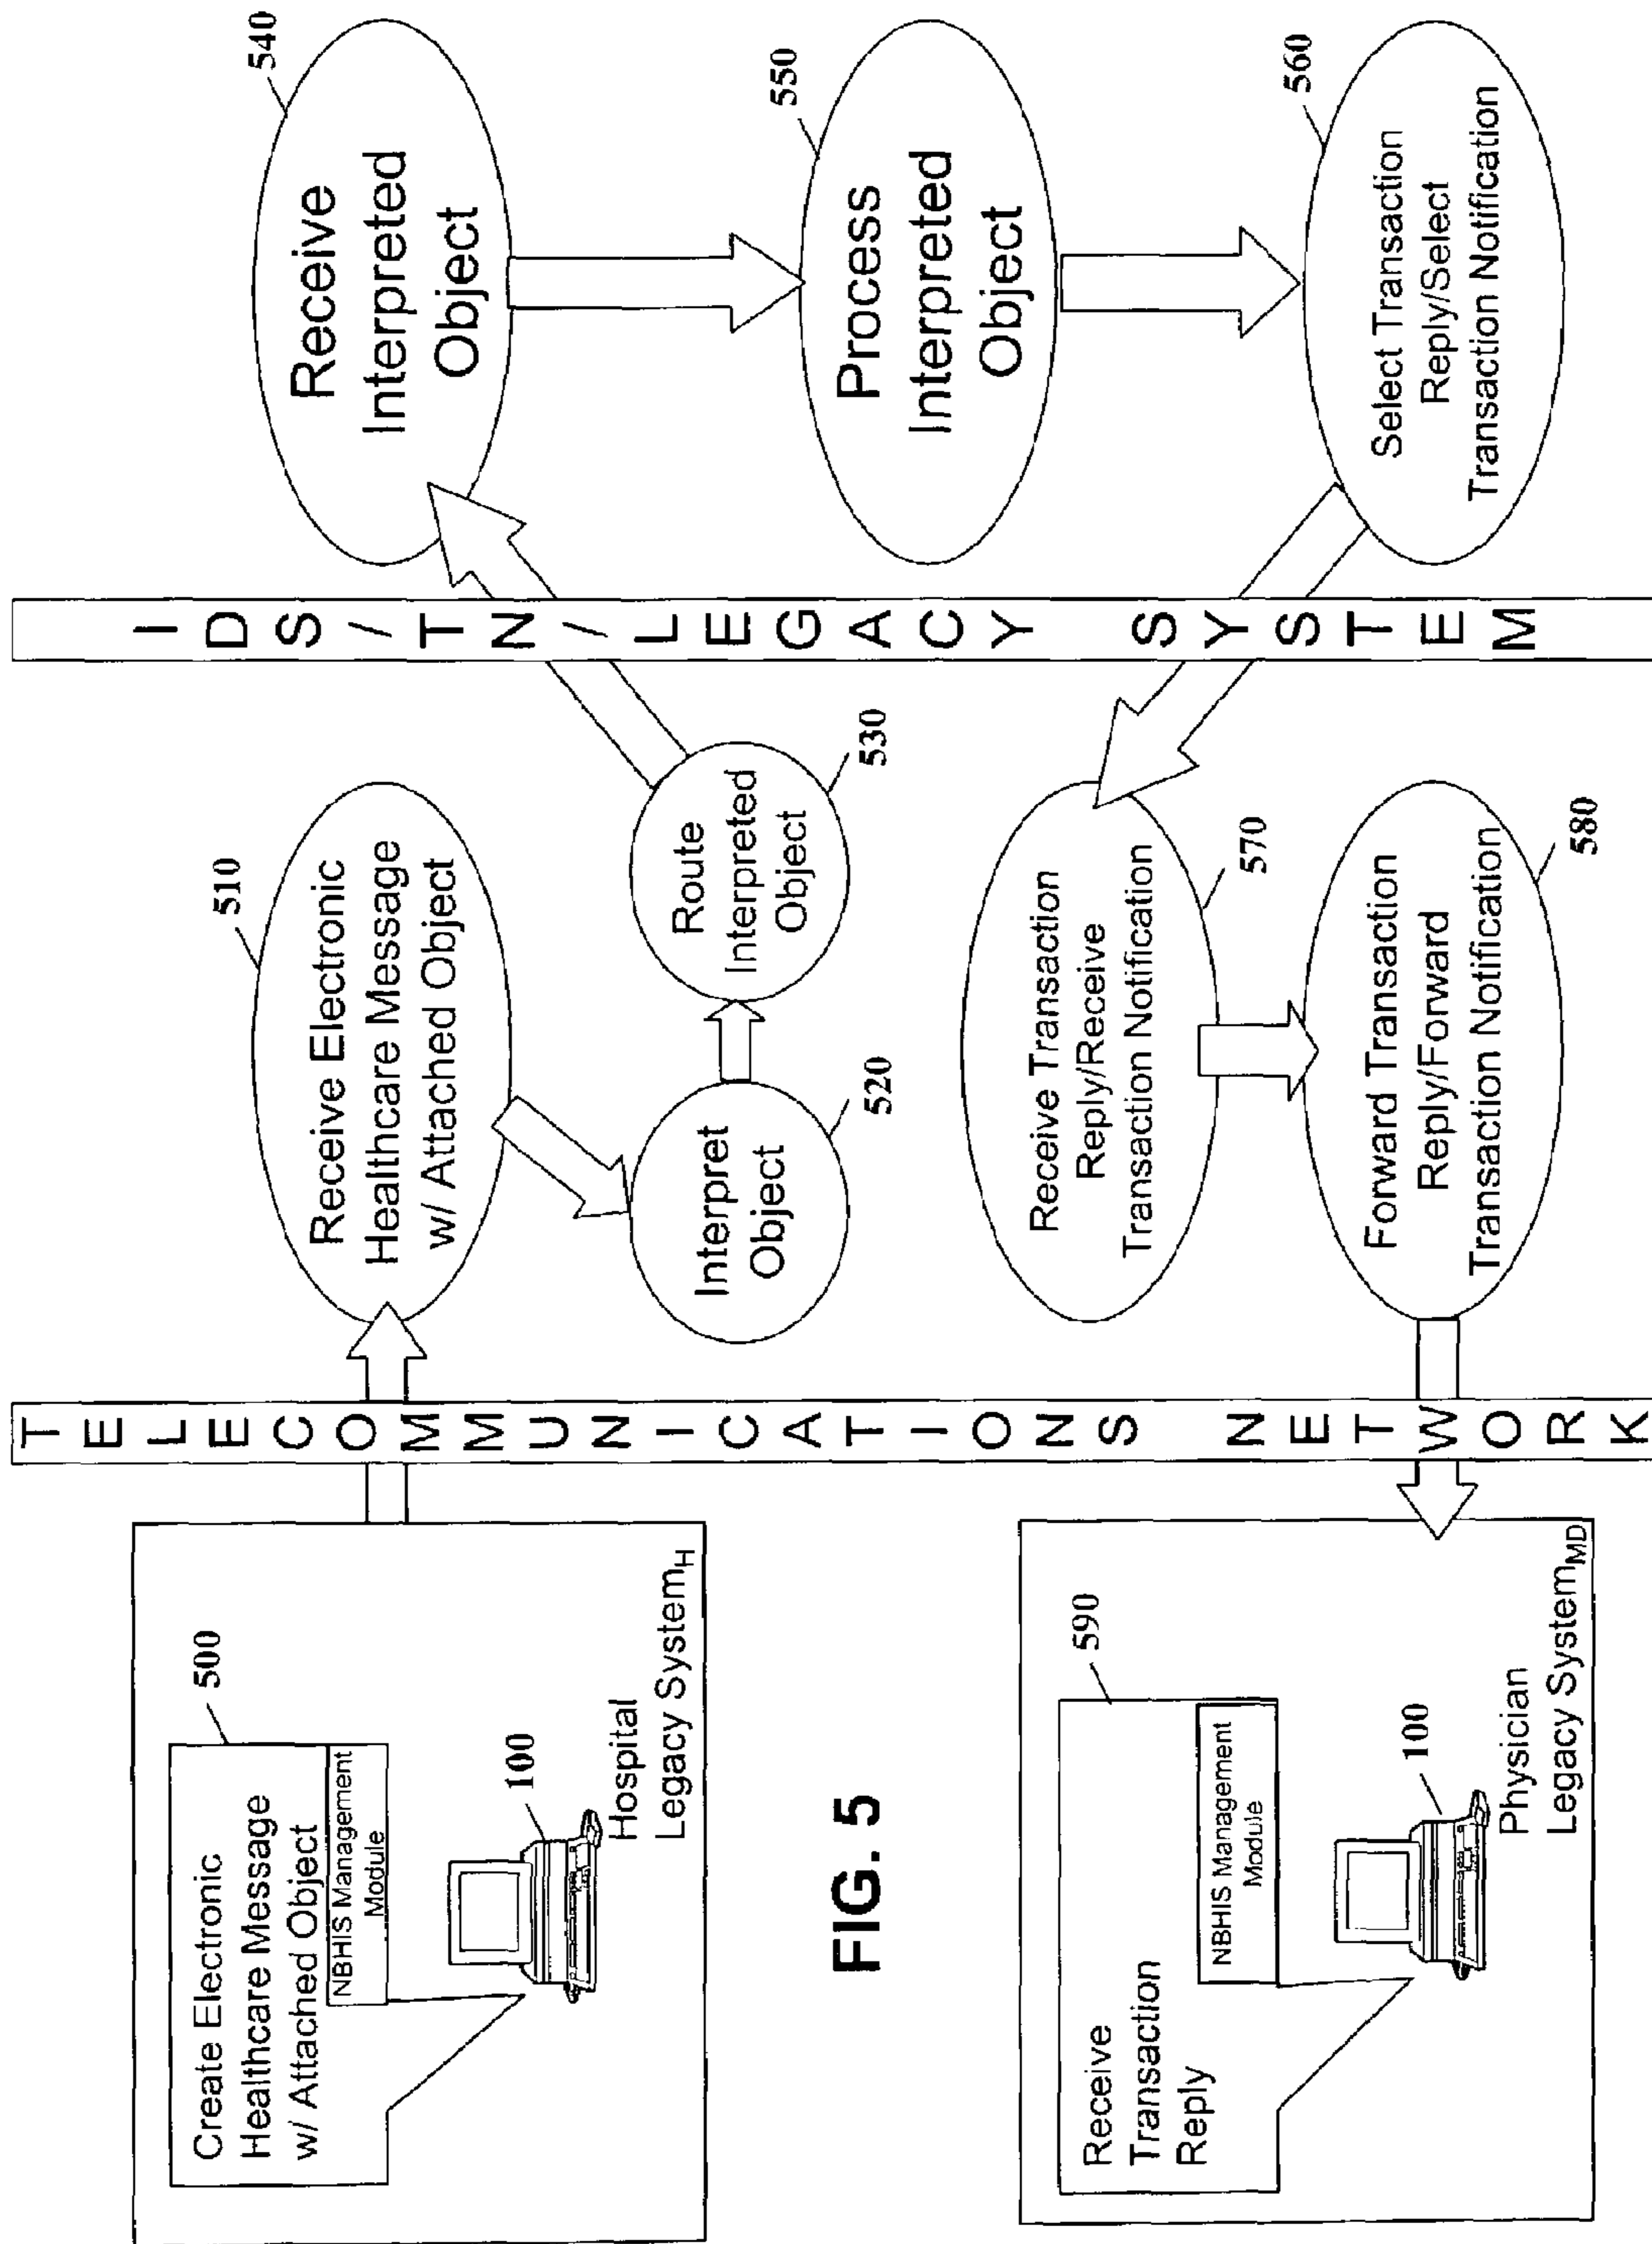 500
Create Electronic
Healthcare Message
w/ Attached Object
NBHIS Management
Module
100
Hospital
Legacy System_H
TELECOMMUNICATIONS NETWORK
510
Receive Electronic
Healthcare Message
w/ Attached Object
Interpret
Object
520
Route
Interpreted
Object
530
IDS/TN/LEGACY SYSTEM
540
Receive
Interpreted
Object
550
Process
Interpreted
Object
560
Select Transaction
Reply/Select
Transaction Notification
Receive Transaction
Reply/Receive
Transaction Notification
570
Forward Transaction
Reply/Forward
Transaction Notification
580
590
Receive
Transaction
Reply
NBHIS Management
Module
100
Physician
Legacy System_MD
FIG. 5